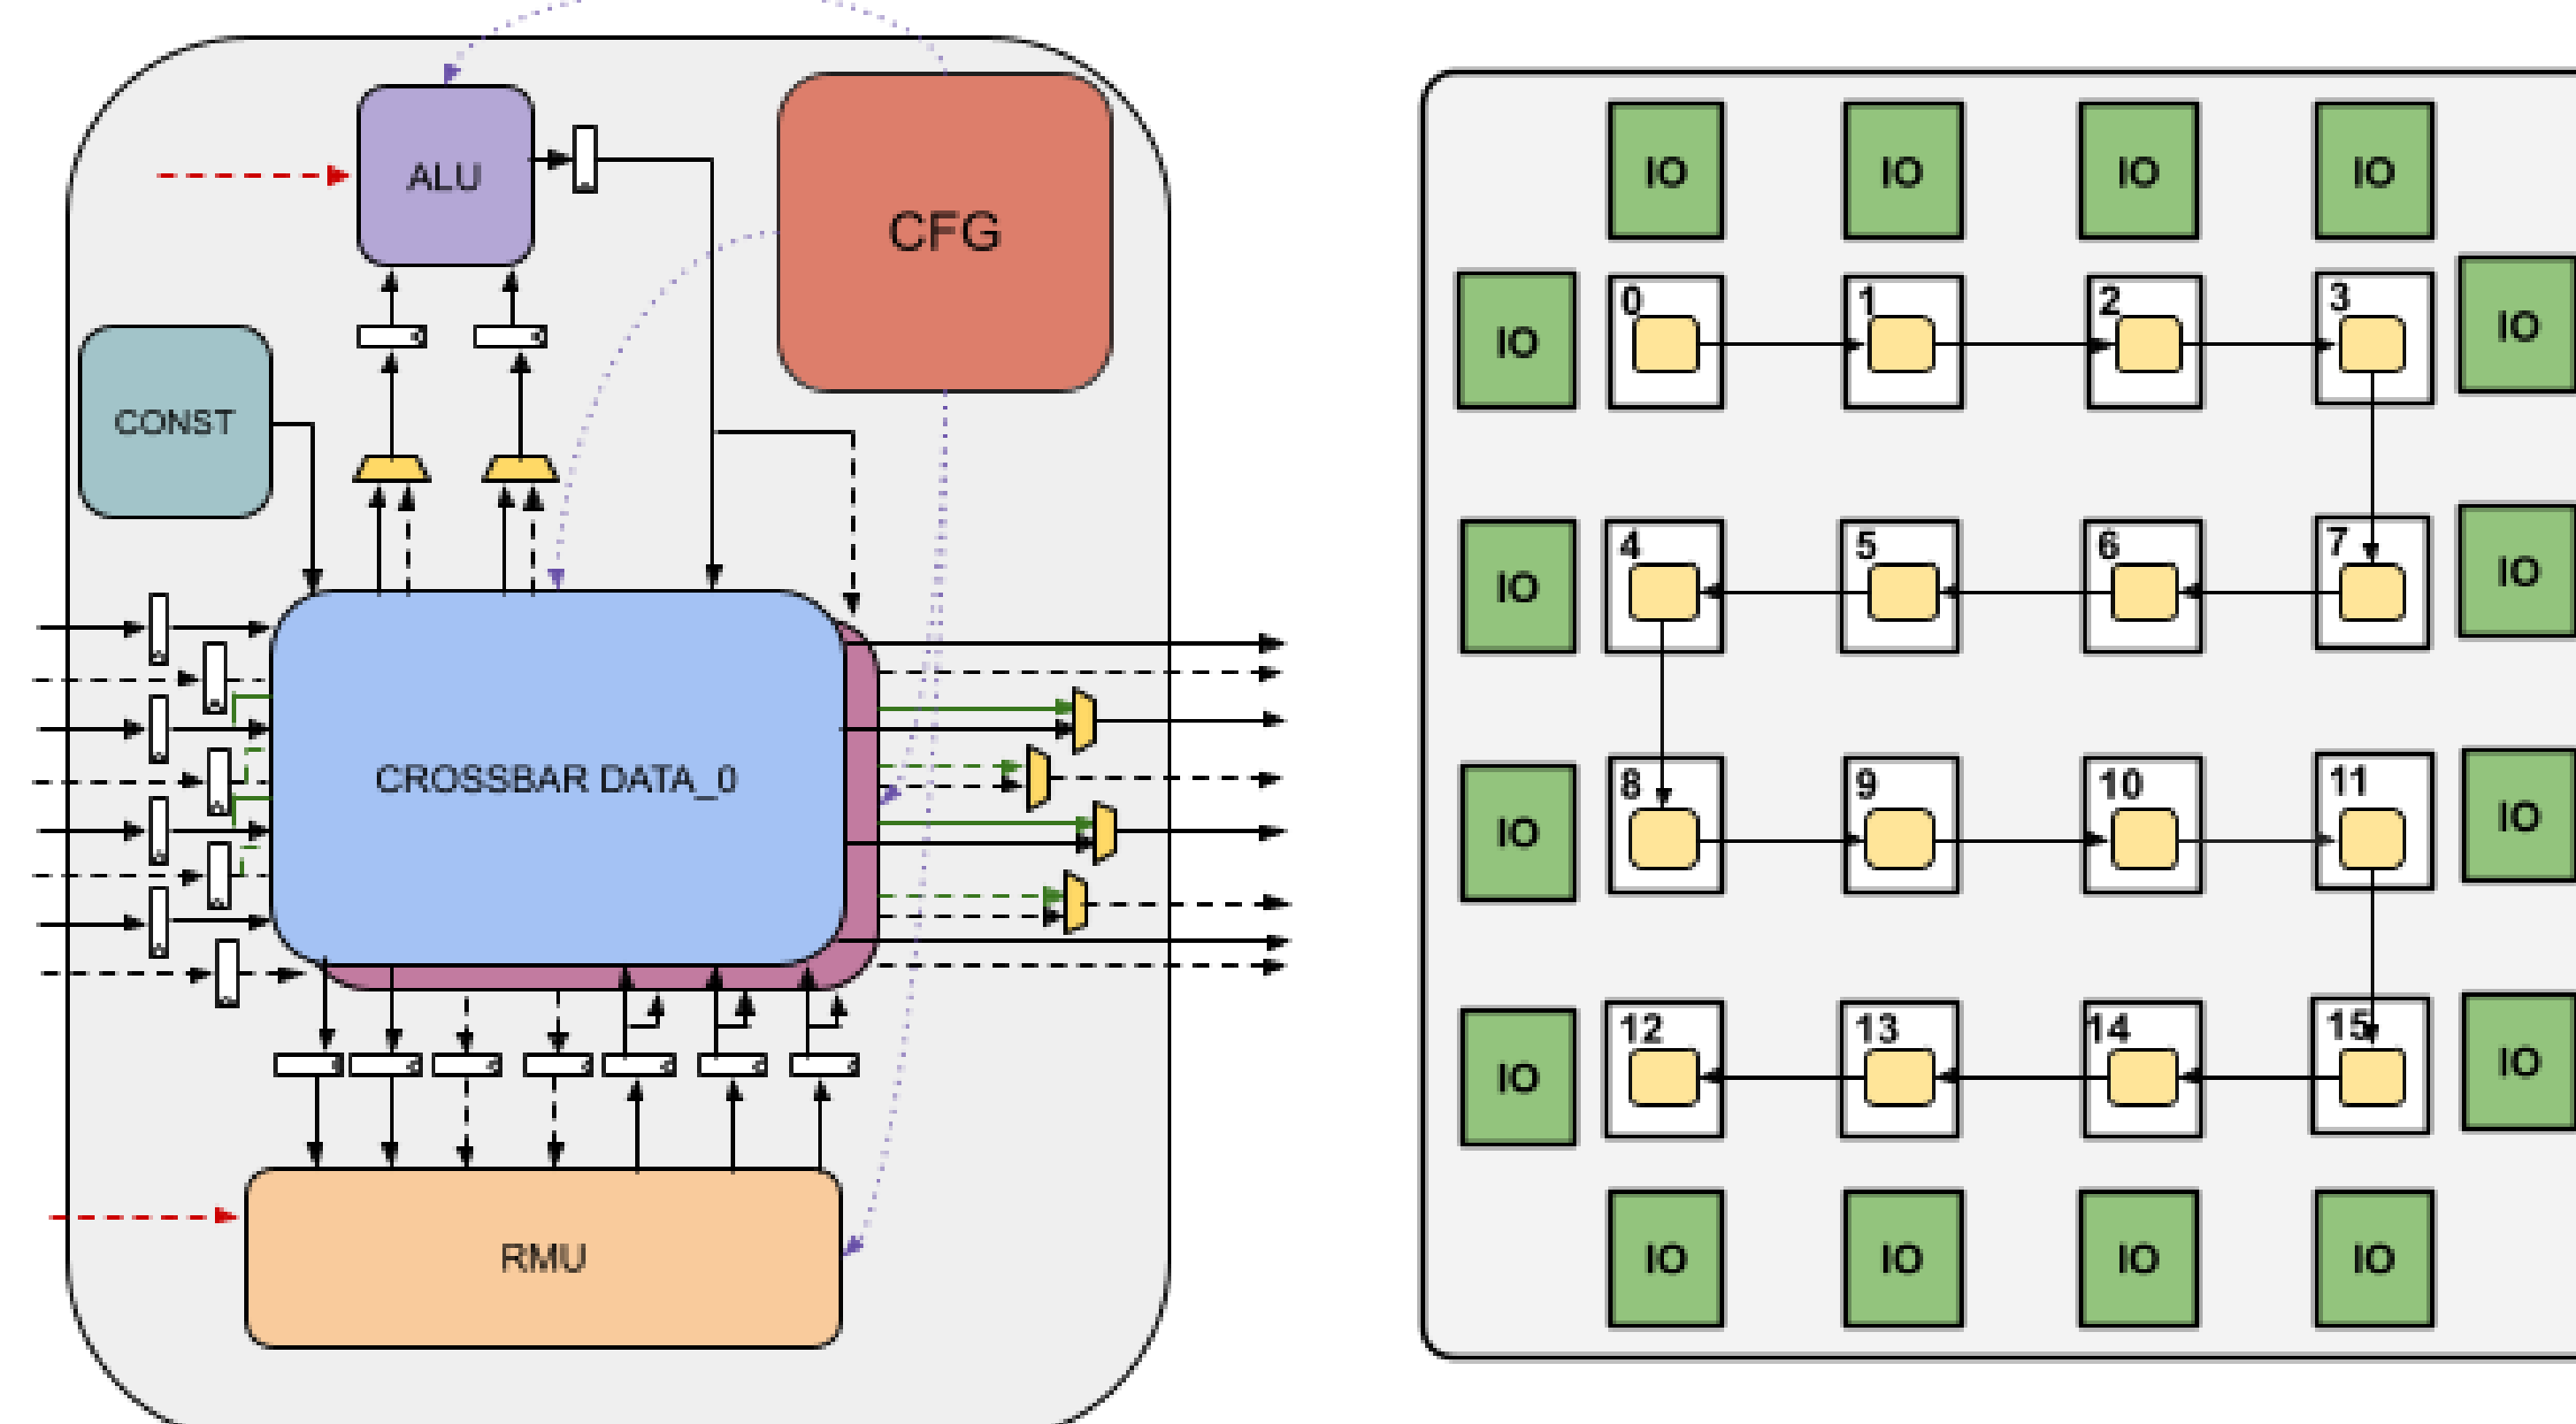 ALU
CFG
CONST
CROSSBAR DATA_0
RMU
IO IO IO IO
IO 0 1 2 3 IO
IO 4 5 6 7 IO
IO 8 9 10 11 IO
IO 12 13 14 15 IO
IO IO IO IO